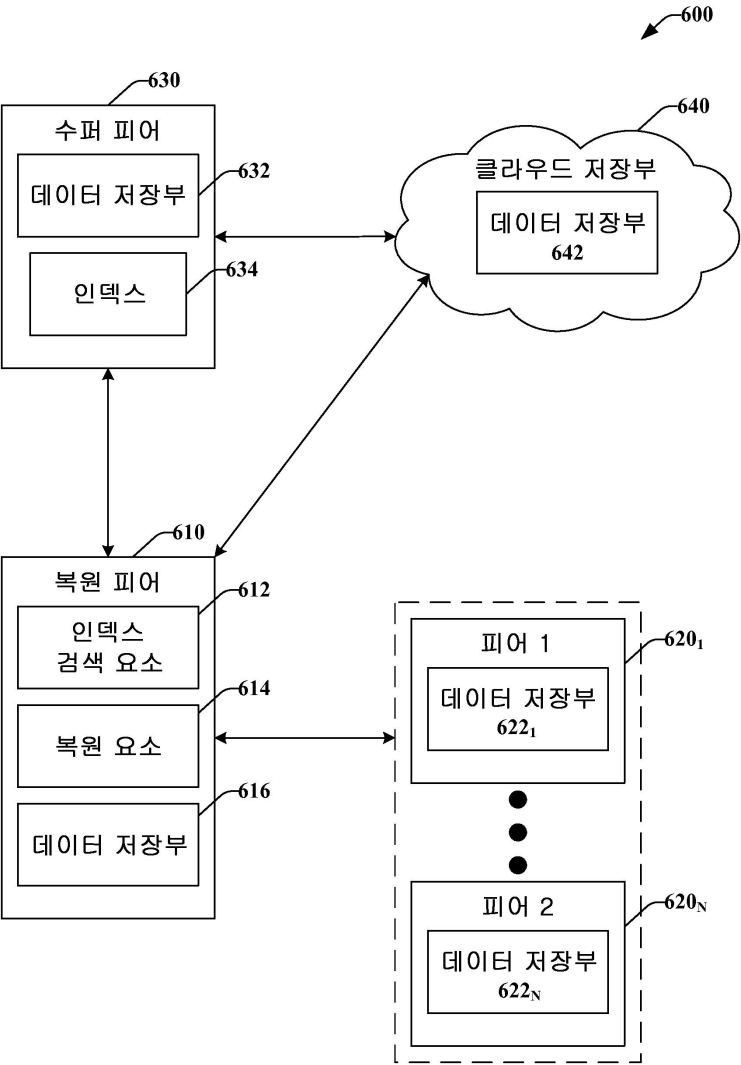 600
630
수퍼 피어
데이터 저장부
632
인덱스
634
640
클라우드 저장부
데이터 저장부
642
610
복원 피어
612
인덱스
검색 요소
614
복원 요소
616
데이터 저장부
피어 1
620₁
데이터 저장부
622₁
피어 2
620N
데이터 저장부
622N